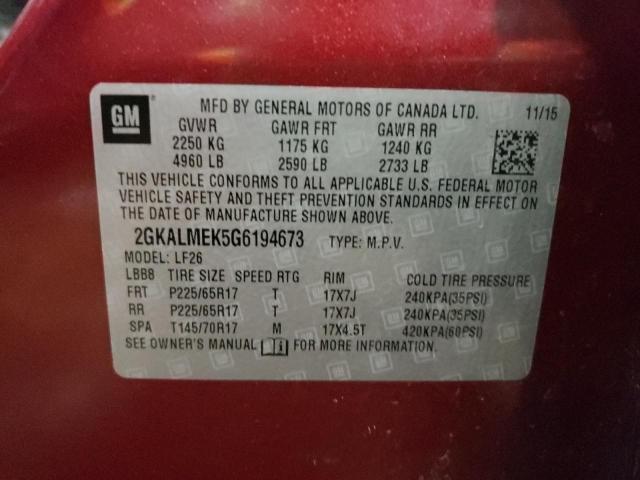 GM
MFD BY GENERAL MOTORS OF CANADA LTD. 11/15
GVWR GAWR FRT GAWR RR
2250 KG 1175 KG 1240 KG
4960 LB 2590 LB 2733 LB
THIS VEHICLE CONFORMS TO ALL APPLICABLE U.S. FEDERAL MOTOR
VEHICLE SAFETY AND THEFT PREVENTION STANDARDS IN EFFECT ON
THE DATE OF MANUFACTURE SHOWN ABOVE.
2GKALMEK5G6194673 TYPE: M.P.V.
MODEL: LF26
LBB8 TIRE SIZE SPEED RTG RIM COLD TIRE PRESSURE
FRT P225/65R17 T 17X7J 240KPA(35PSI)
RR P225/65R17 T 17X7J 240KPA(35PSI)
SPA T145/70R17 M 17X4.5T 420KPA(60PSI)
SEE OWNER'S MANUAL FOR MORE INFORMATION.